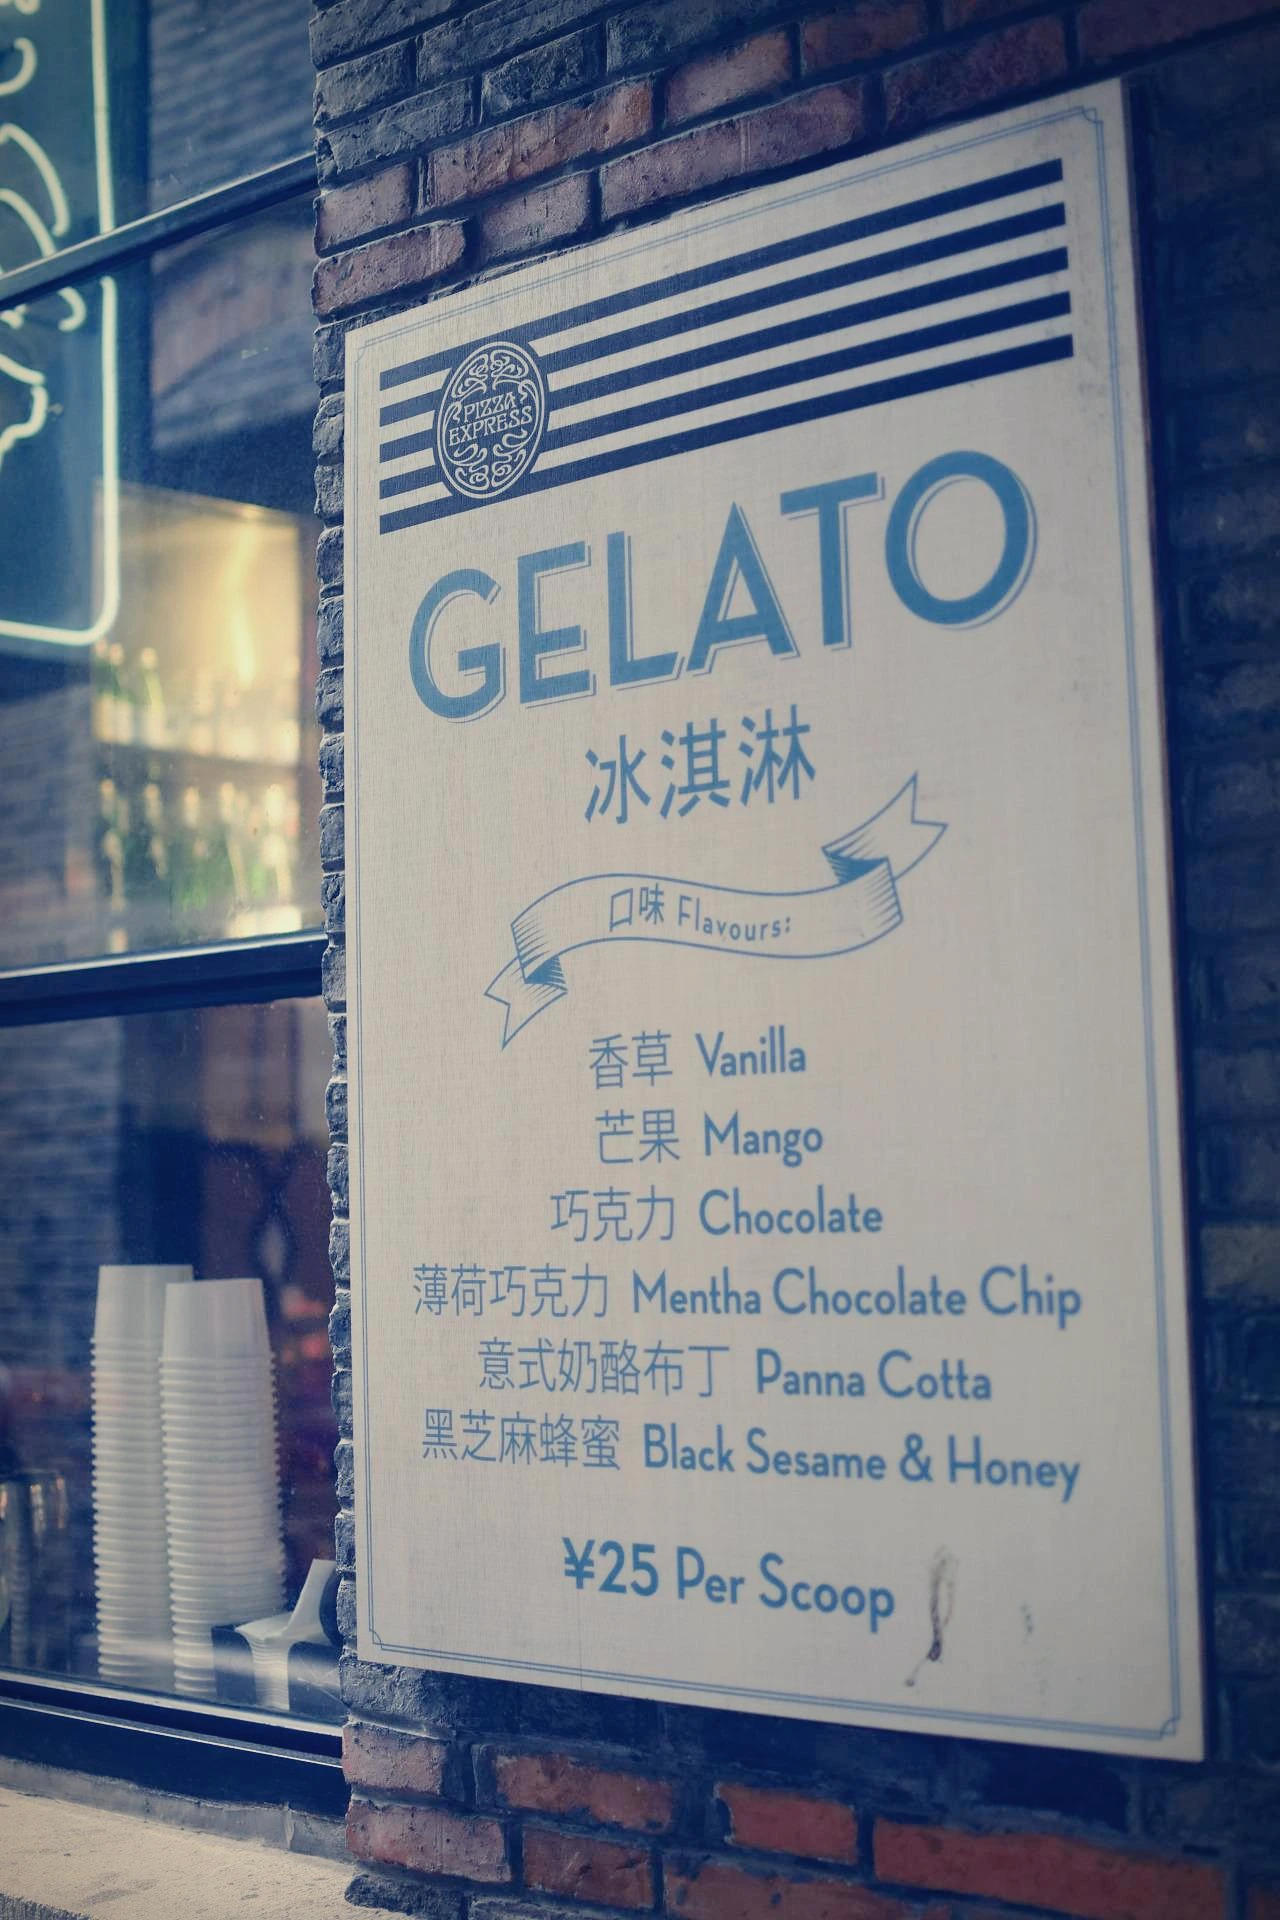 PIZZA
EXPRESS
GELATO
冰淇淋
口味 Flavours:
香草 Vanilla
芒果 Mango
巧克力 Chocolate
薄荷巧克力 Mentha Chocolate Chip
意式奶酪布丁 Panna Cotta
黑芝麻蜂蜜 Black Sesame & Honey
¥25 Per Scoop